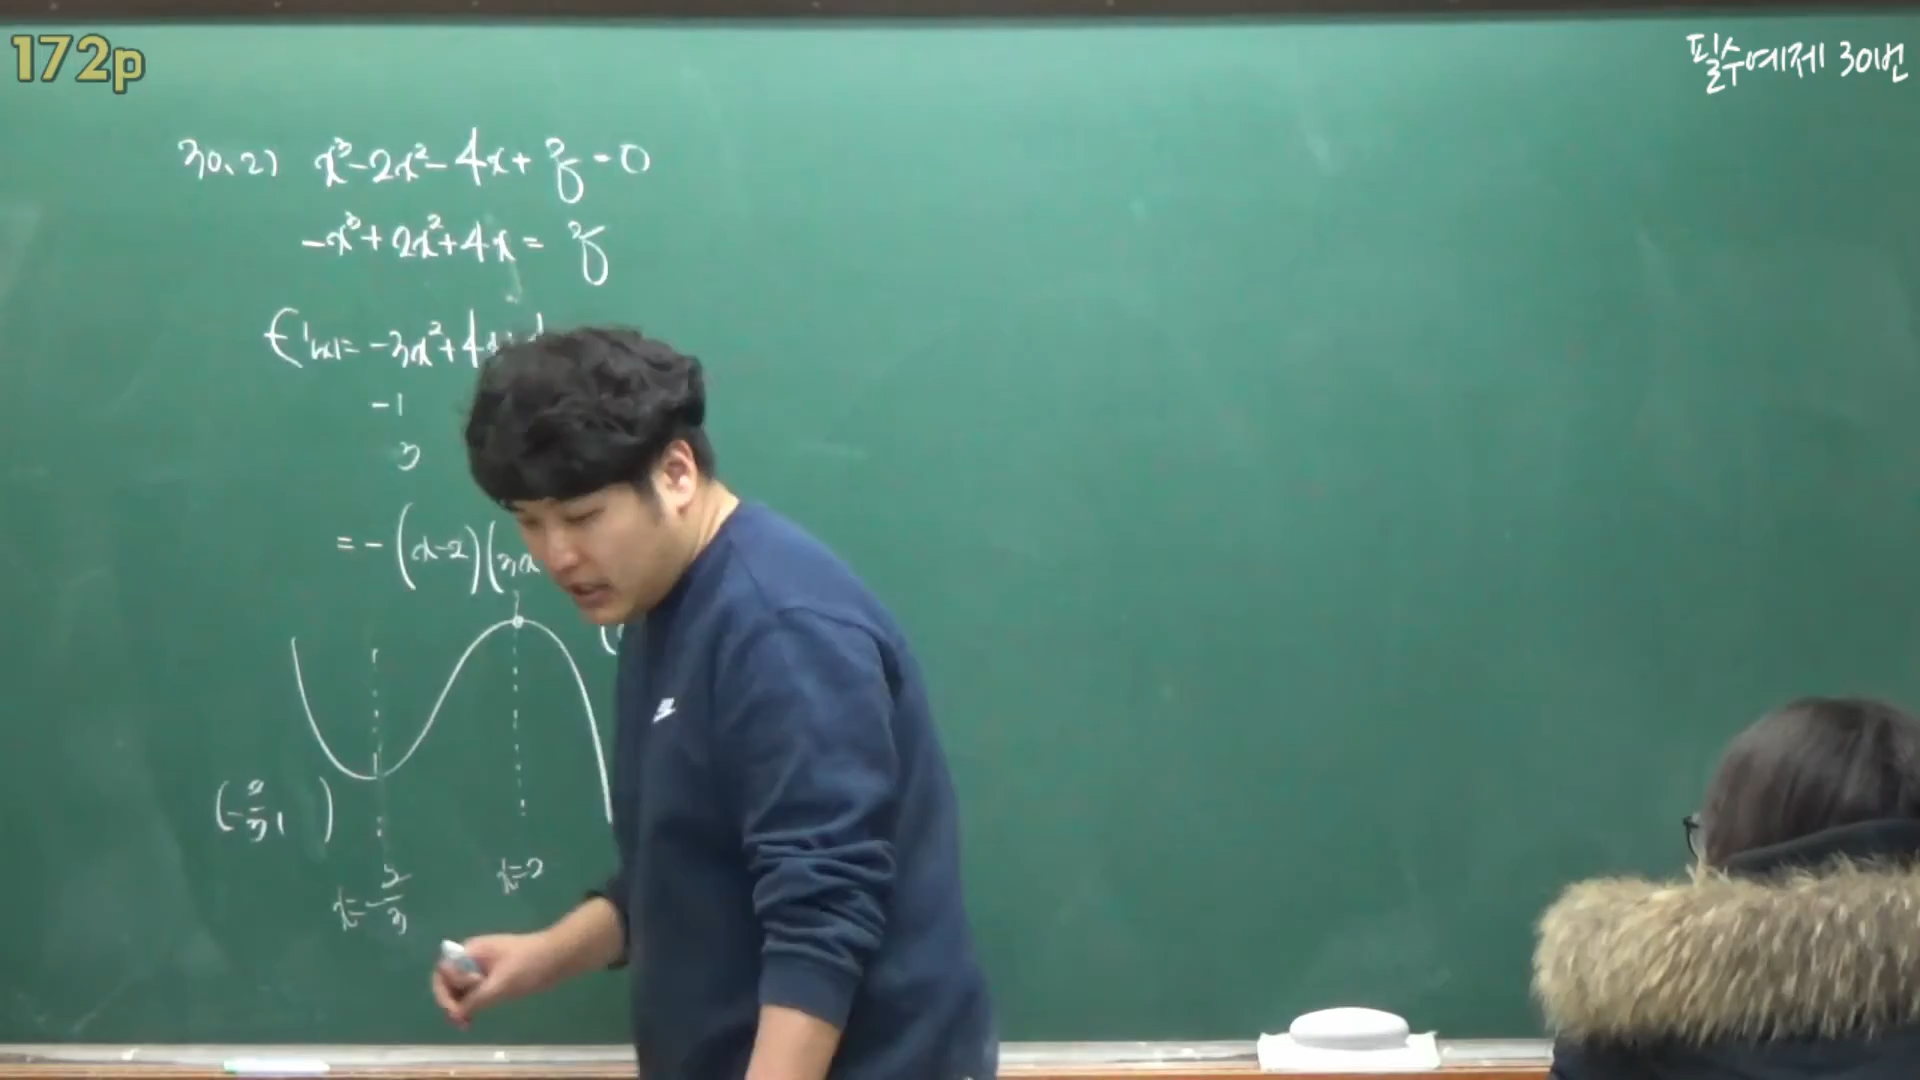 172p
필수예제 30번
30.2) x³-2x²-4x+k=0
-x³+2x²+4x=k
f'(x)=-3x²+4x+4
-1
3
=-(x-2)(3x
(-2/3,    )
x=-2/3
x=2